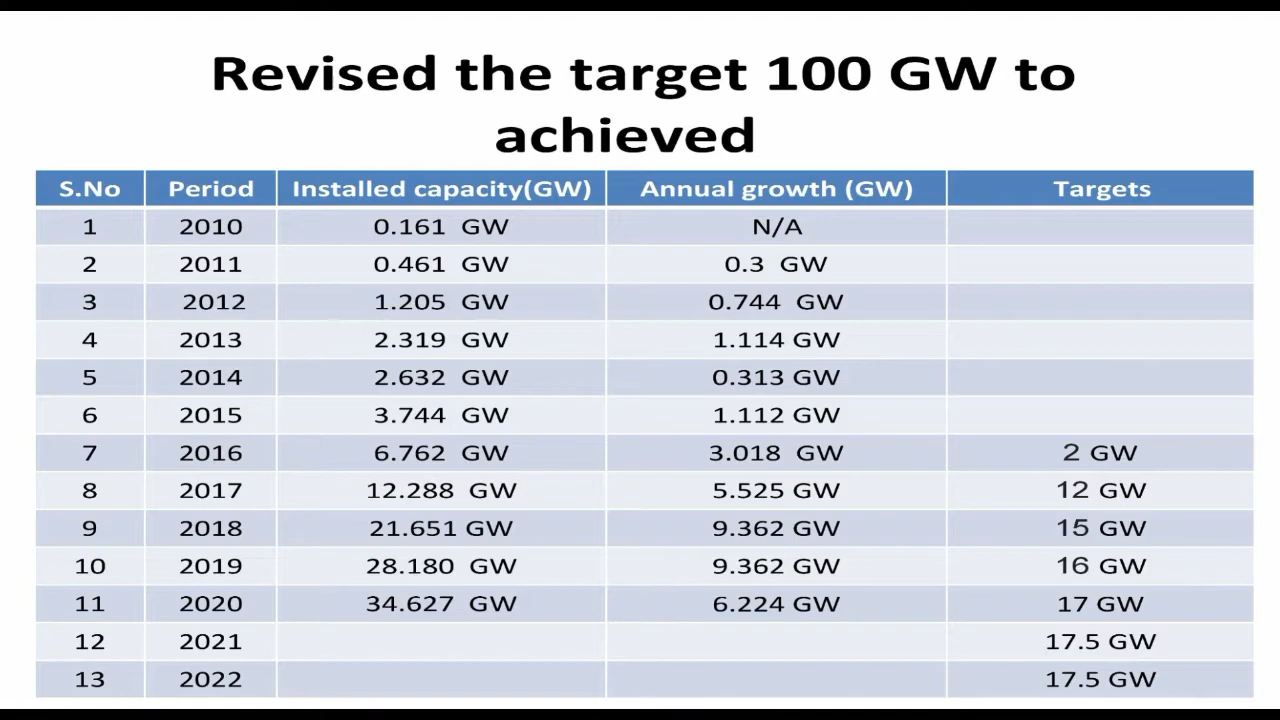 Revised the target 100 GW to
achieved
S.No Period Installed capacity(GW) Annual growth (GW) Targets
1 2010 0.161 GW N/A
2 2011 0.461 GW 0.3 GW
3 2012 1.205 GW 0.744 GW
4 2013 2.319 GW 1.114 GW
5 2014 2.632 GW 0.313 GW
6 2015 3.744 GW 1.112 GW
7 2016 6.762 GW 3.018 GW 2 GW
8 2017 12.288 GW 5.525 GW 12 GW
9 2018 21.651 GW 9.362 GW 15 GW
10 2019 28.180 GW 9.362 GW 16 GW
11 2020 34.627 GW 6.224 GW 17 GW
12 2021 17.5 GW
13 2022 17.5 GW